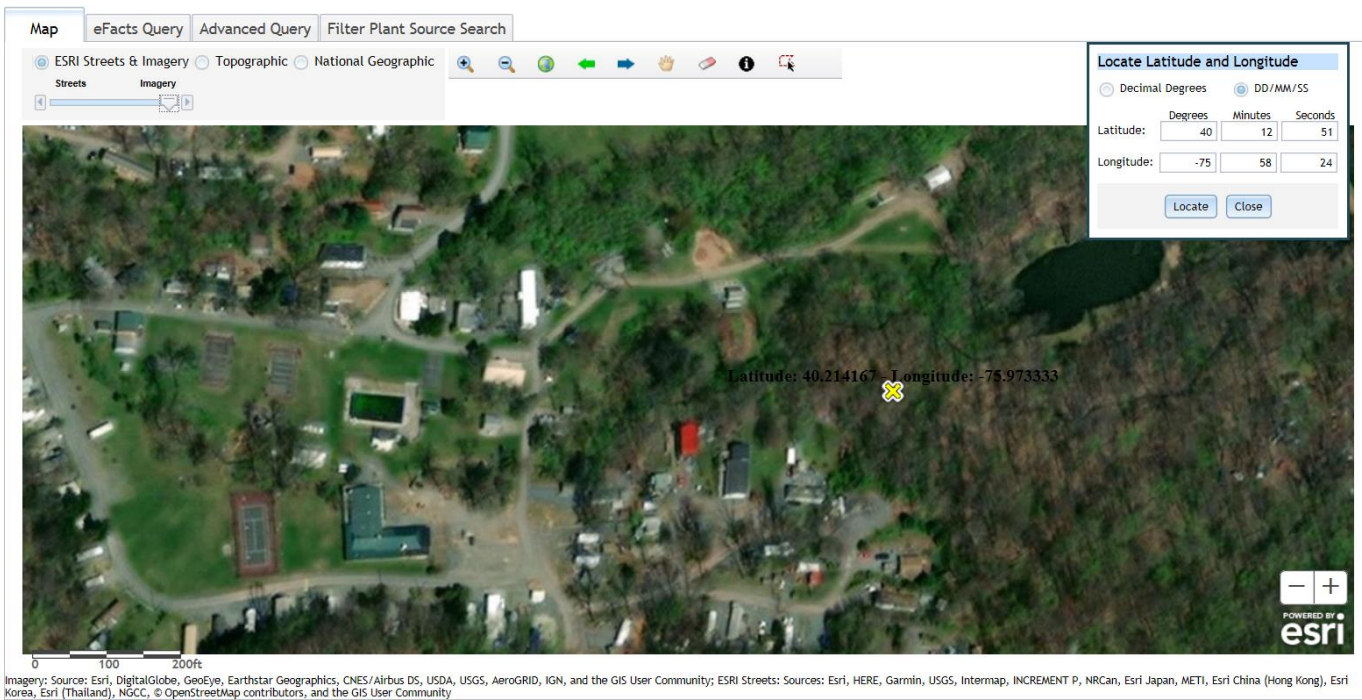 Map eFacts Query Advanced Query Filter Plant Source Search
ESRI Streets & Imagery Topographic National Geographic
Streets Imagery
Locate Latitude and Longitude
Decimal Degrees DD/MM/SS
Degrees Minutes Seconds
Latitude: 40 12 51
Longitude: -75 58 24
Locate Close
Latitude: 40.214167 - Longitude: -75.973333
POWERED BY
esri
0 100 200ft
Imagery: Source: Esri, DigitalGlobe, GeoEye, Earthstar Geographics, CNES/Airbus DS, USDA, USGS, AeroGRID, IGN, and the GIS User Community; ESRI Streets: Sources: Esri, HERE, Garmin, USGS, Intermap, INCREMENT P, NRCan, Esri Japan, METI, Esri China (Hong Kong), Esri
Korea, Esri (Thailand), NGCC, © OpenStreetMap contributors, and the GIS User Community